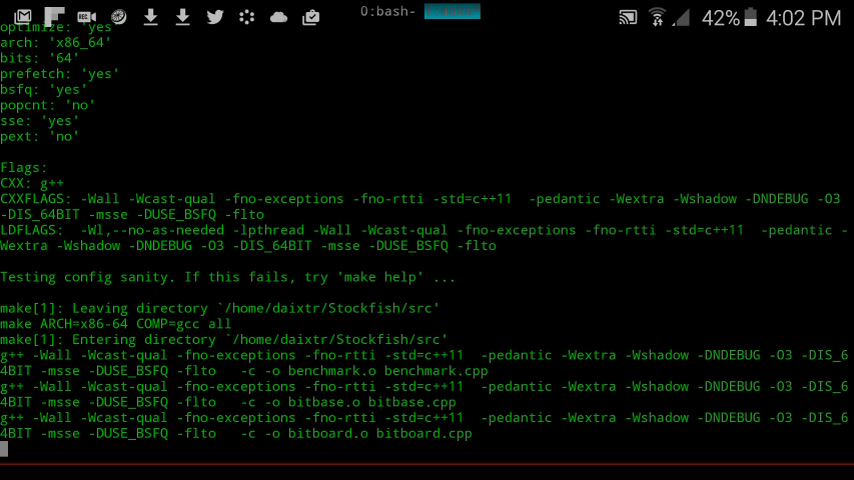 0:bash-
42%
4:02 PM
optimize: 'yes'
arch: 'x86_64'
bits: '64'
prefetch: 'yes'
bsfq: 'yes'
popcnt: 'no'
sse: 'yes'
pext: 'no'
Flags:
CXX: g++
CXXFLAGS: -Wall -Wcast-qual -fno-exceptions -fno-rtti -std=c++11  -pedantic -Wextra -Wshadow -DNDEBUG -O3
-DIS_64BIT -msse -DUSE_BSFQ -flto
LDFLAGS:  -Wl,--no-as-needed -lpthread -Wall -Wcast-qual -fno-exceptions -fno-rtti -std=c++11  -pedantic -
Wextra -Wshadow -DNDEBUG -O3 -DIS_64BIT -msse -DUSE_BSFQ -flto
Testing config sanity. If this fails, try 'make help' ...
make[1]: Leaving directory `/home/daixtr/Stockfish/src'
make ARCH=x86-64 COMP=gcc all
make[1]: Entering directory `/home/daixtr/Stockfish/src'
g++ -Wall -Wcast-qual -fno-exceptions -fno-rtti -std=c++11  -pedantic -Wextra -Wshadow -DNDEBUG -O3 -DIS_6
4BIT -msse -DUSE_BSFQ -flto   -c -o benchmark.o benchmark.cpp
g++ -Wall -Wcast-qual -fno-exceptions -fno-rtti -std=c++11  -pedantic -Wextra -Wshadow -DNDEBUG -O3 -DIS_6
4BIT -msse -DUSE_BSFQ -flto   -c -o bitbase.o bitbase.cpp
g++ -Wall -Wcast-qual -fno-exceptions -fno-rtti -std=c++11  -pedantic -Wextra -Wshadow -DNDEBUG -O3 -DIS_6
4BIT -msse -DUSE_BSFQ -flto   -c -o bitboard.o bitboard.cpp